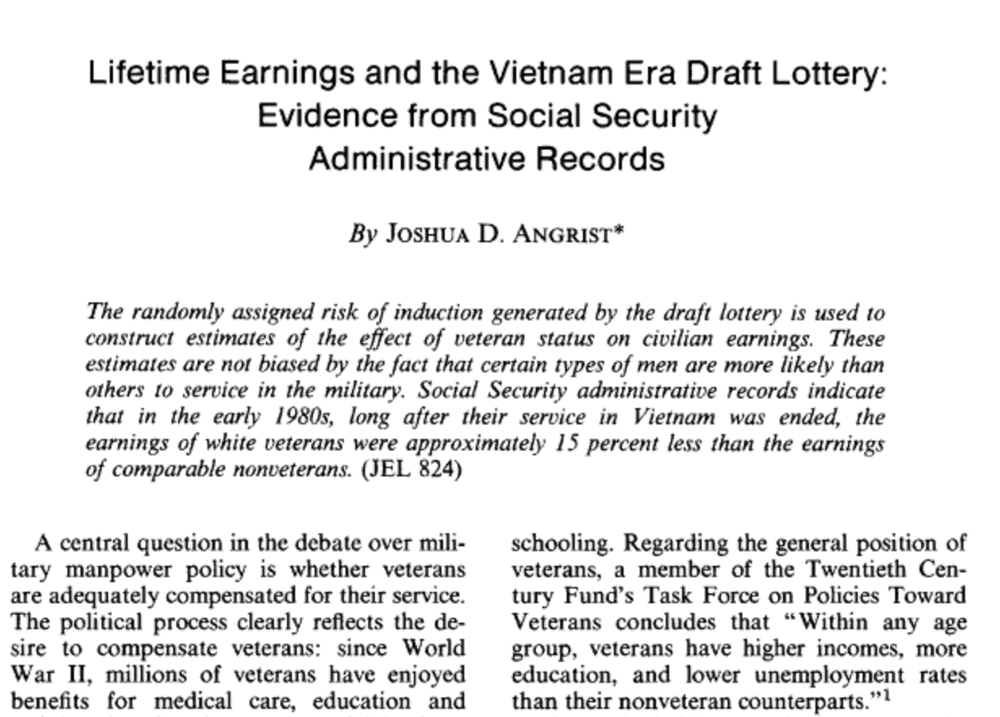 Lifetime Earnings and the Vietnam Era Draft Lottery:
Evidence from Social Security
Administrative Records
By JOSHUA D. ANGRIST*
The randomly assigned risk of induction generated by the draft lottery is used to
construct estimates of the effect of veteran status on civilian earnings. These
estimates are not biased by the fact that certain types of men are more likely than
others to service in the military. Social Security administrative records indicate
that in the early 1980s, long after their service in Vietnam was ended, the
earnings of white veterans were approximately 15 percent less than the earnings
of comparable nonveterans. (JEL 824)
A central question in the debate over mili-
tary manpower policy is whether veterans
are adequately compensated for their service.
The political process clearly reflects the de-
sire to compensate veterans: since World
War II, millions of veterans have enjoyed
benefits for medical care, education and
schooling. Regarding the general position of
veterans, a member of the Twentieth Cen-
tury Fund's Task Force on Policies Toward
Veterans concludes that "Within any age
group, veterans have higher incomes, more
education, and lower unemployment rates
than their nonveteran counterparts."¹